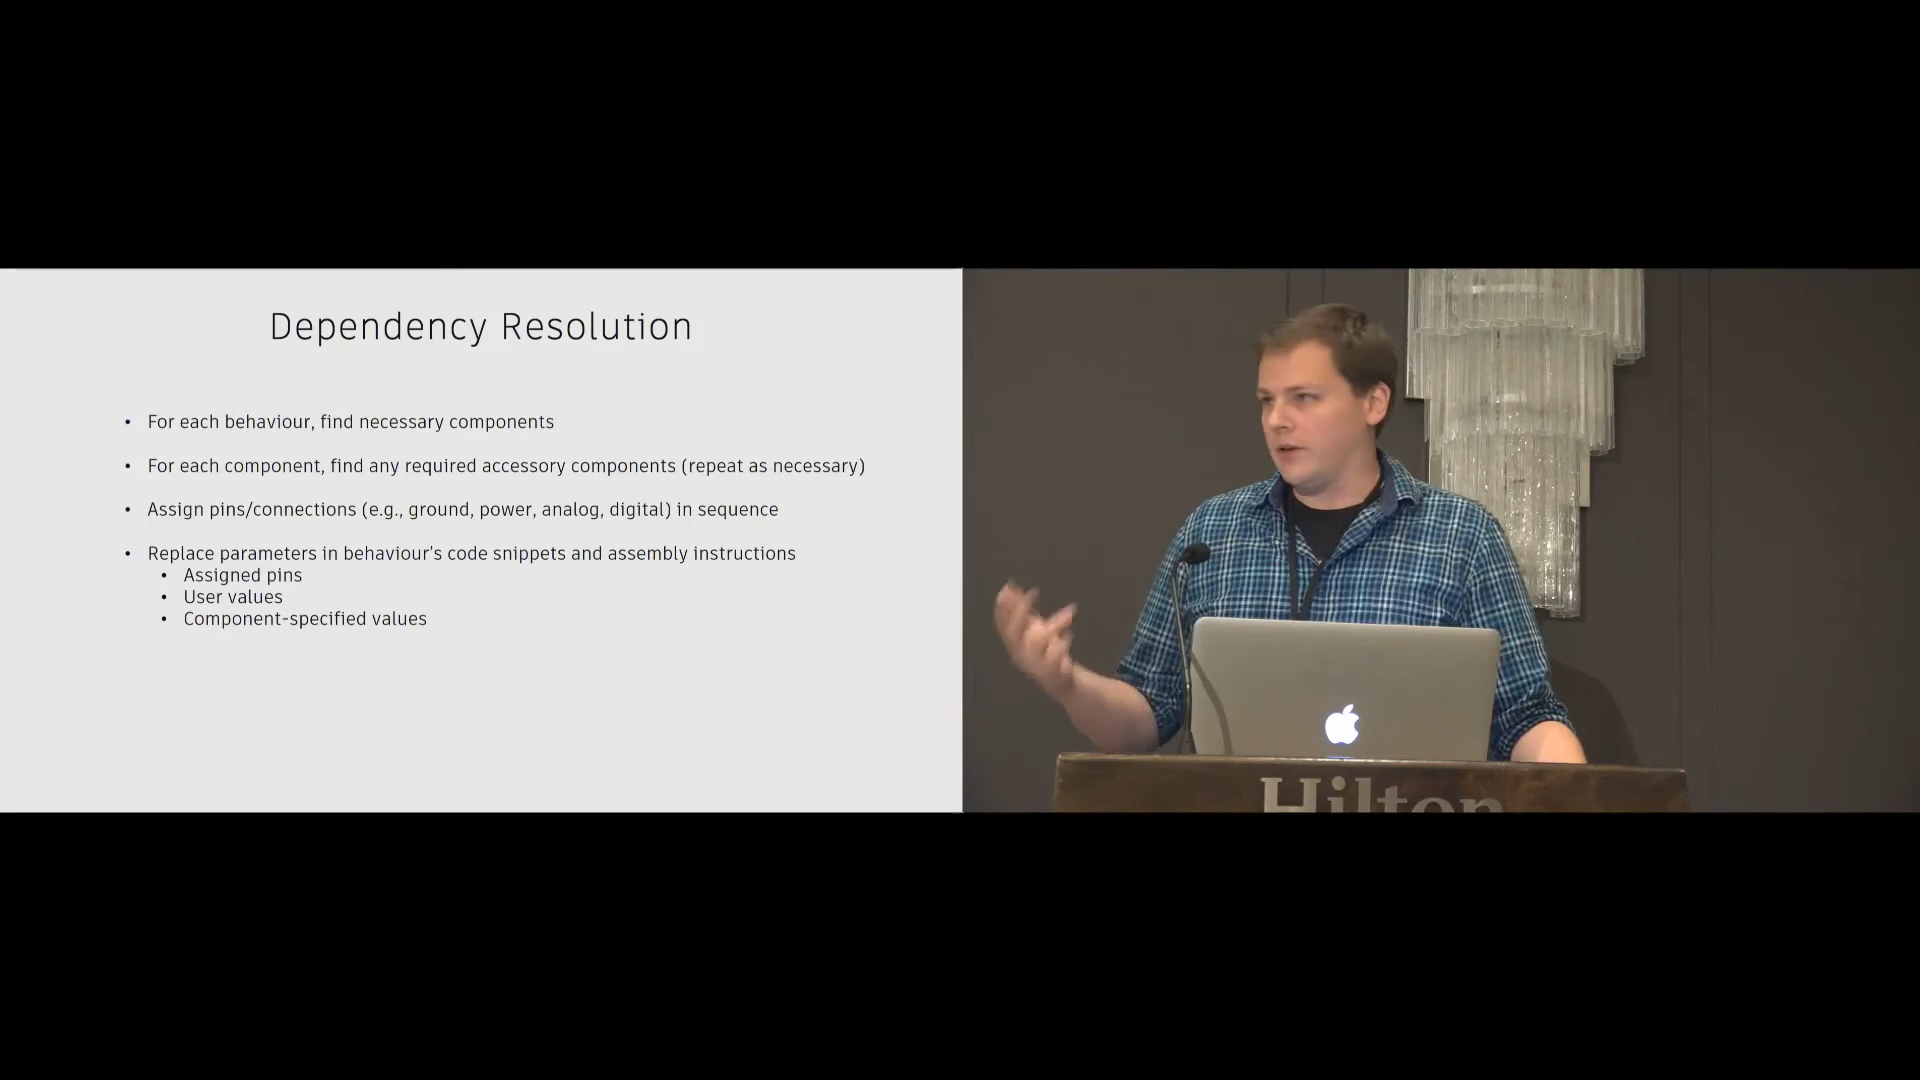 Dependency Resolution
• For each behaviour, find necessary components
• For each component, find any required accessory components (repeat as necessary)
• Assign pins/connections (e.g., ground, power, analog, digital) in sequence
• Replace parameters in behaviour's code snippets and assembly instructions
• Assigned pins
• User values
• Component-specified values
Hilton